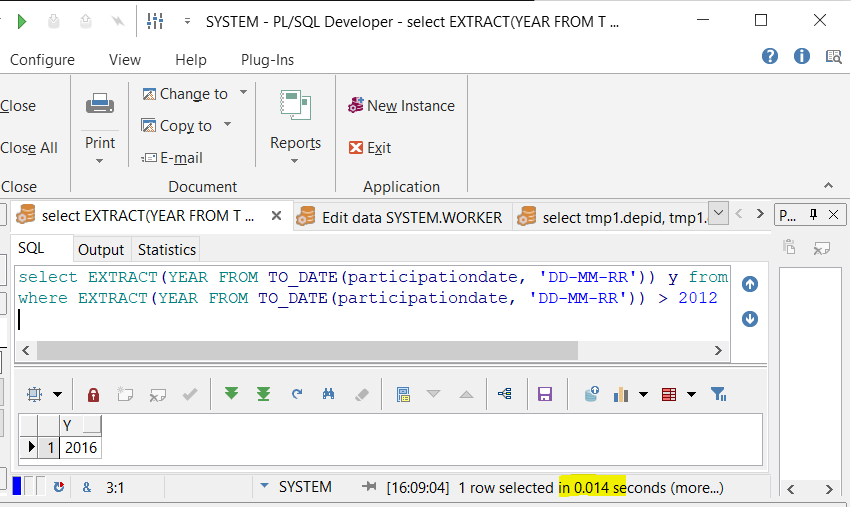 SYSTEM - PL/SQL Developer - select EXTRACT(YEAR FROM T ...
Configure View Help Plug-Ins
Close
Close All
Close
Print
Change to
Copy to
E-mail
Document
Reports
New Instance
Exit
Application
select EXTRACT(YEAR FROM T ...
Edit data SYSTEM.WORKER
select tmp1.depid, tmp1.
P...
SQL Output Statistics
select EXTRACT(YEAR FROM TO_DATE(participationdate, 'DD-MM-RR')) y from
where EXTRACT(YEAR FROM TO_DATE(participationdate, 'DD-MM-RR')) > 2012
Y
1 2016
& 3:1 SYSTEM [16:09:04] 1 row selected in 0.014 seconds (more...)